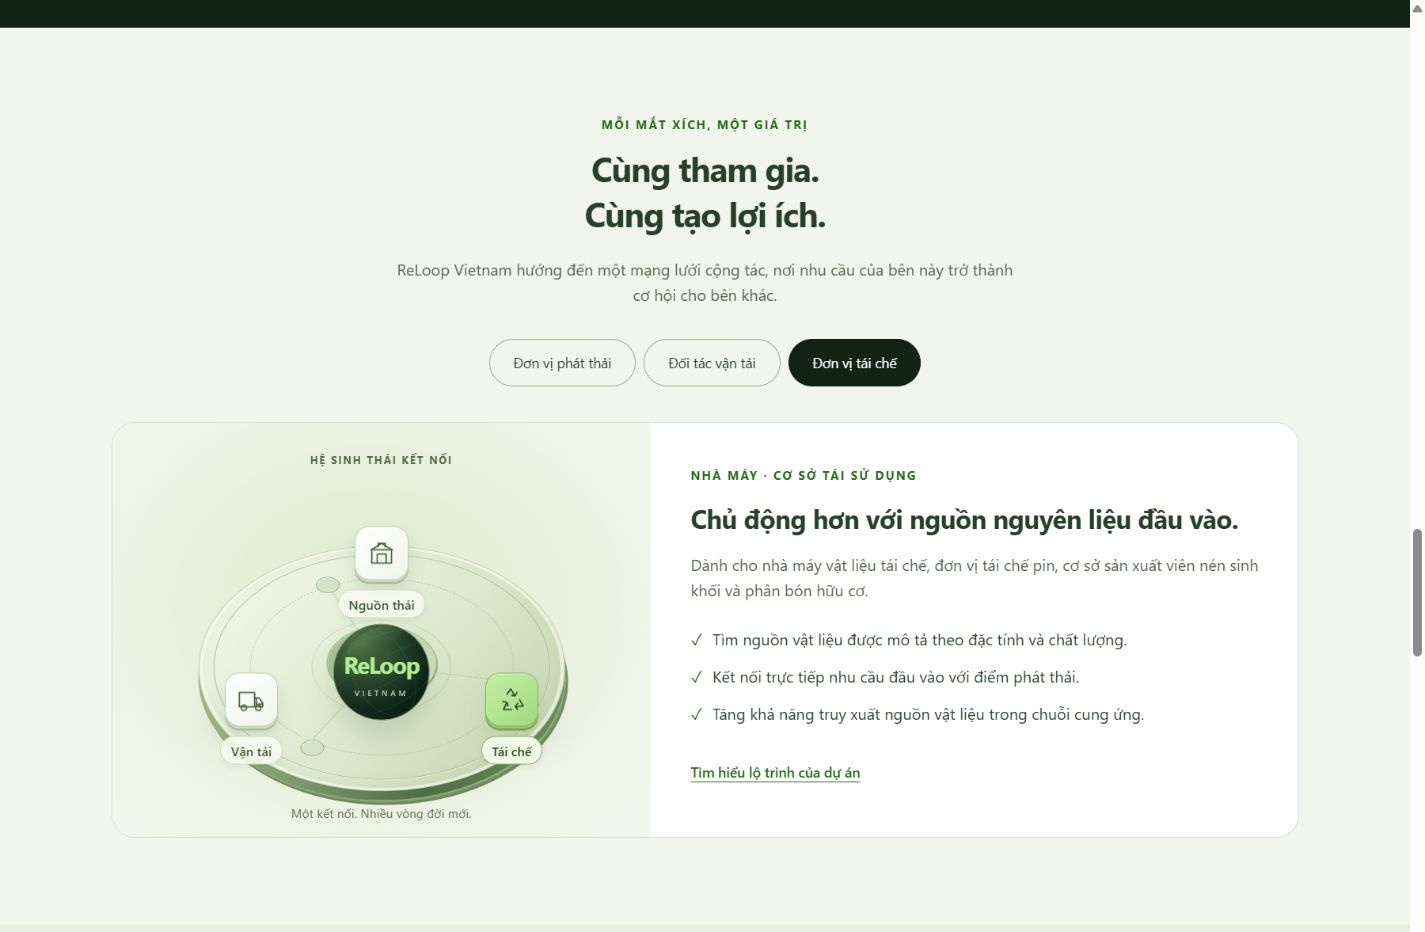 MỖI MẮT XÍCH, MỘT GIÁ TRỊ
Cùng tham gia.
Cùng tạo lợi ích.
ReLoop Vietnam hướng đến một mạng lưới cộng tác, nơi nhu cầu của bên này trở thành
cơ hội cho bên khác.
Đơn vị phát thải
Đối tác vận tải
Đơn vị tái chế
HỆ SINH THÁI KẾT NỐI
Nguồn thải
ReLoop
VIETNAM
Vận tải
Tái chế
Một kết nối. Nhiều vòng đời mới.
NHÀ MÁY · CƠ SỞ TÁI SỬ DỤNG
Chủ động hơn với nguồn nguyên liệu đầu vào.
Dành cho nhà máy vật liệu tái chế, đơn vị tái chế pin, cơ sở sản xuất viên nén sinh
khối và phân bón hữu cơ.
✓ Tìm nguồn vật liệu được mô tả theo đặc tính và chất lượng.
✓ Kết nối trực tiếp nhu cầu đầu vào với điểm phát thải.
✓ Tăng khả năng truy xuất nguồn vật liệu trong chuỗi cung ứng.
Tìm hiểu lộ trình của dự án